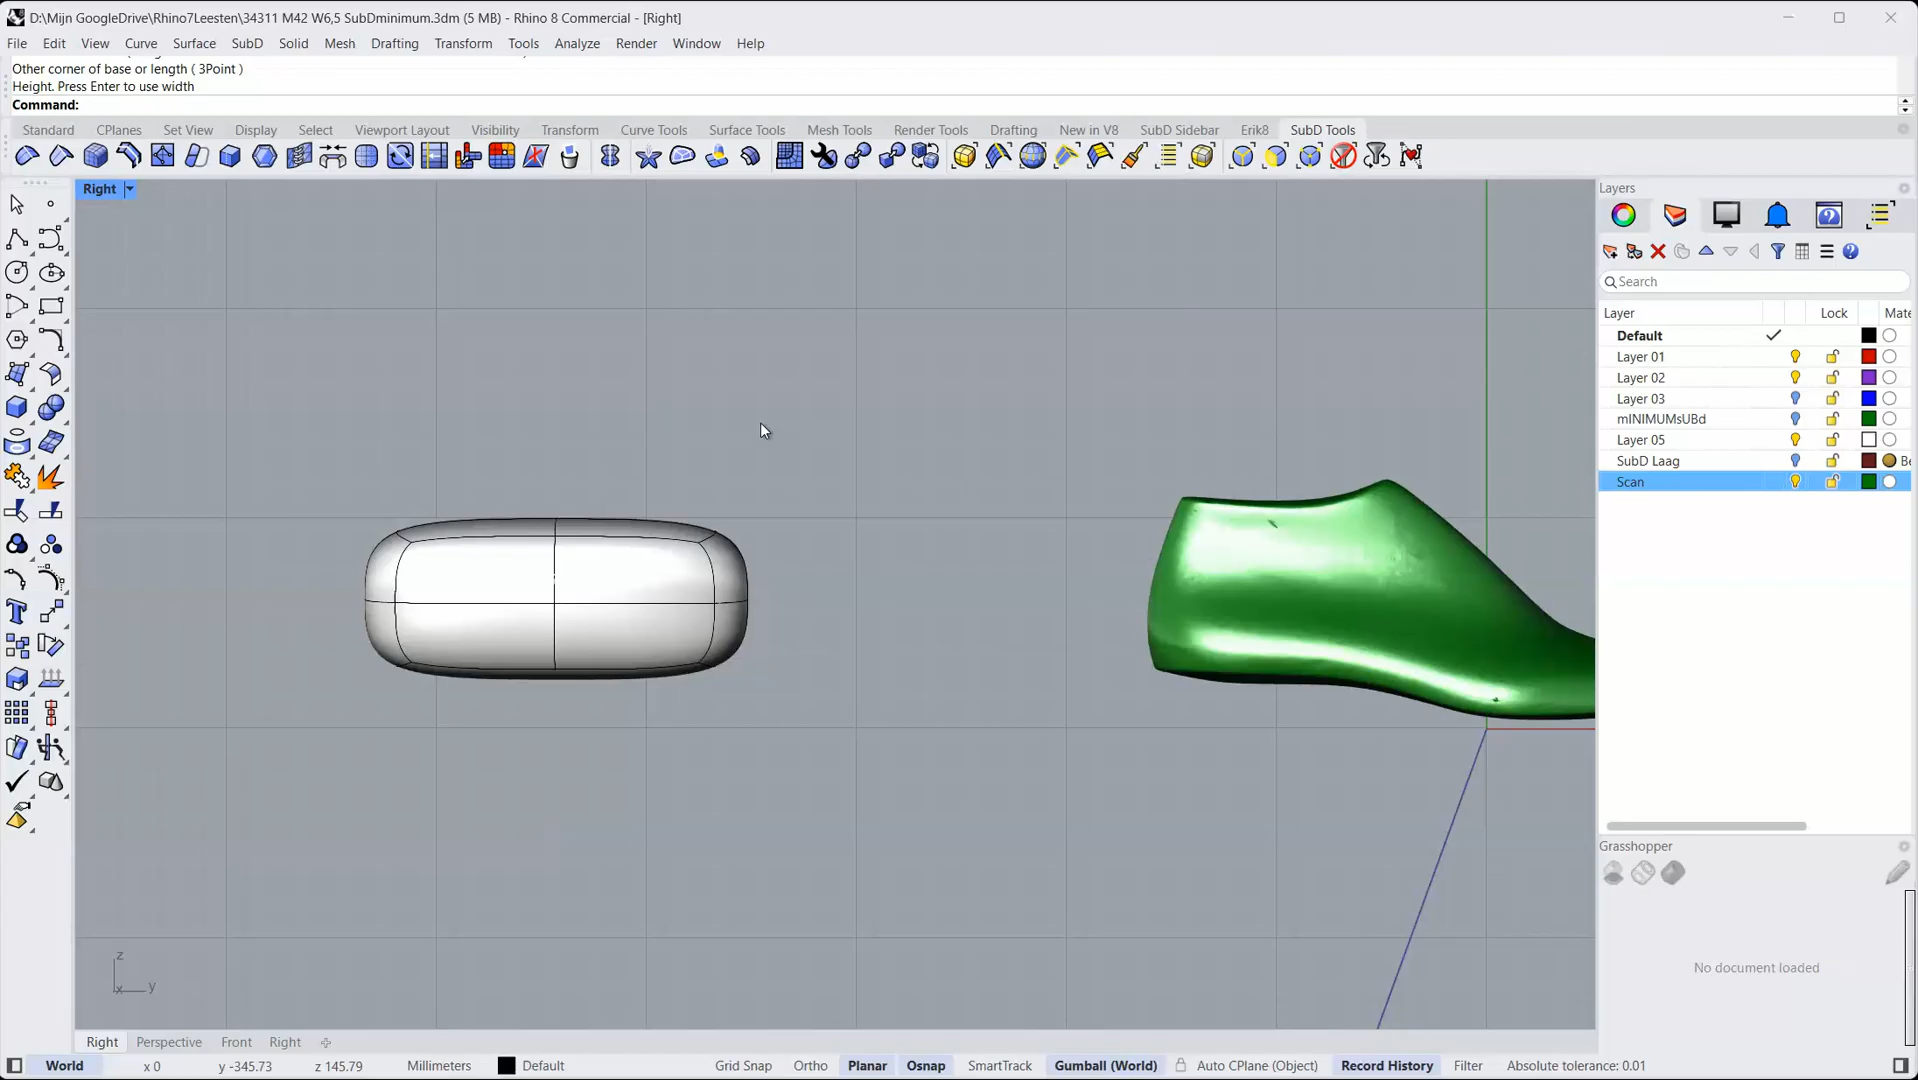 D:\Mijn GoogleDrive\Rhino7Leesten\34311 M42 W6,5 SubDminimum.3dm (5 MB) - Rhino 8 Commercial - [Right]
File Edit View Curve Surface SubD Solid Mesh Drafting Transform Tools Analyze Render Window Help
Other corner of base or length ( 3Point )
Height. Press Enter to use width
Command:
Standard CPlanes Set View Display Select Viewport Layout Visibility Transform Curve Tools Surface Tools Mesh Tools Render Tools Drafting New in V8 SubD Sidebar Erik8 SubD Tools
Right
Layers
Search
Layer Lock Mate
Default
Layer 01
Layer 02
Layer 03
mINIMUMsUBd
Layer 05
SubD Laag Be
Scan
Grasshopper
No document loaded
z
x y
Right Perspective Front Right
World x 0 y -345.73 z 145.79 Millimeters Default Grid Snap Ortho Planar Osnap SmartTrack Gumball (World) Auto CPlane (Object) Record History Filter Absolute tolerance: 0.01